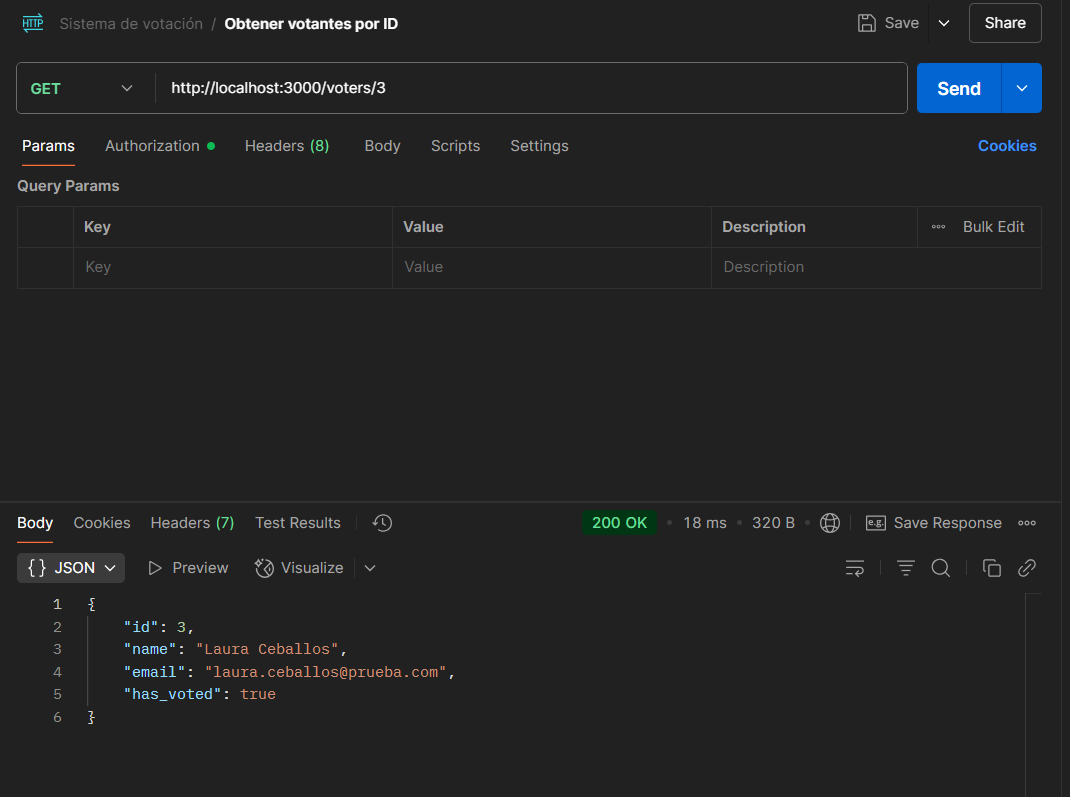 HTTP Sistema de votación / Obtener votantes por ID Save Share
GET http://localhost:3000/voters/3 Send
Params Authorization Headers (8) Body Scripts Settings Cookies
Query Params
Key Value Description Bulk Edit
Key Value Description
Body Cookies Headers (7) Test Results 200 OK • 18 ms • 320 B • e.g. Save Response
{} JSON Preview Visualize
1 {
2 "id": 3,
3 "name": "Laura Ceballos",
4 "email": "laura.ceballos@prueba.com",
5 "has_voted": true
6 }